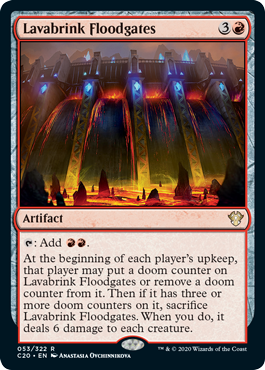 Lavabrink Floodgates 3
Artifact
: Add .
At the beginning of each player's upkeep,
that player may put a doom counter on
Lavabrink Floodgates or remove a doom
counter from it. Then if it has three or
more doom counters on it, sacrifice
Lavabrink Floodgates. When you do, it
deals 6 damage to each creature.
053/322 R
C20 • EN Anastasia Ovchinnikova
™ & © 2020 Wizards of the Coast